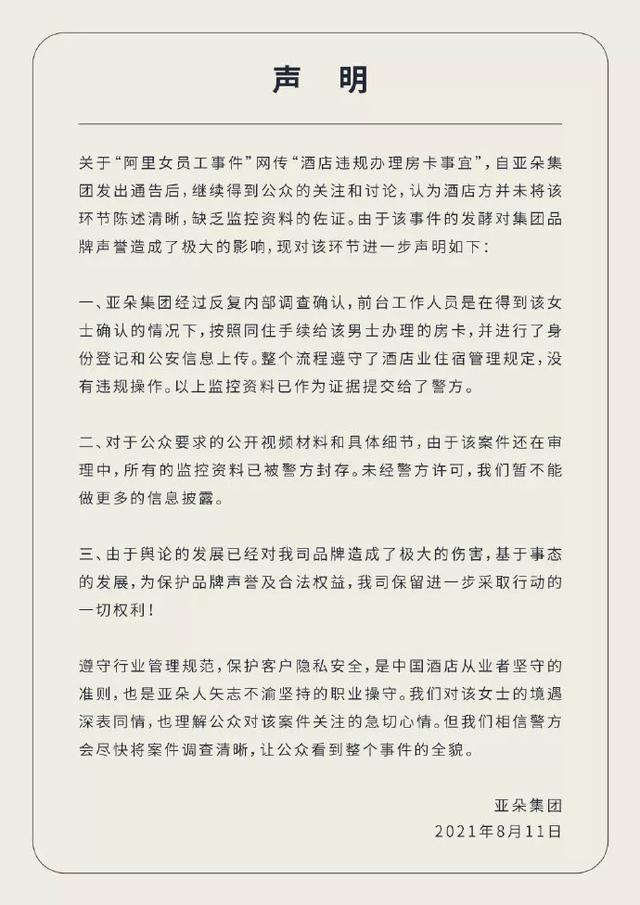 声 明
关于“阿里女员工事件”网传“酒店违规办理房卡事宜”，自亚朵集
团发出通告后，继续得到公众的关注和讨论，认为酒店方并未将该
环节陈述清晰，缺乏监控资料的佐证。由于该事件的发酵对集团品
牌声誉造成了极大的影响，现对该环节进一步声明如下：
一、亚朵集团经过反复内部调查确认，前台工作人员是在得到该女
士确认的情况下，按照同住手续给该男士办理的房卡，并进行了身
份登记和公安信息上传。整个流程遵守了酒店业住宿管理规定，没
有违规操作。以上监控资料已作为证据提交给了警方。
二、对于公众要求的公开视频材料和具体细节，由于该案件还在审
理中，所有的监控资料已被警方封存。未经警方许可，我们暂不能
做更多的信息披露。
三、由于舆论的发展已经对我司品牌造成了极大的伤害，基于事态
的发展，为保护品牌声誉及合法权益，我司保留进一步采取行动的
一切权利！
遵守行业管理规范，保护客户隐私安全，是中国酒店从业者坚守的
准则，也是亚朵人矢志不渝坚持的职业操守。我们对该女士的境遇
深表同情，也理解公众对该案件关注的急切心情。但我们相信警方
会尽快将案件调查清晰，让公众看到整个事件的全貌。
亚朵集团
2021年8月11日